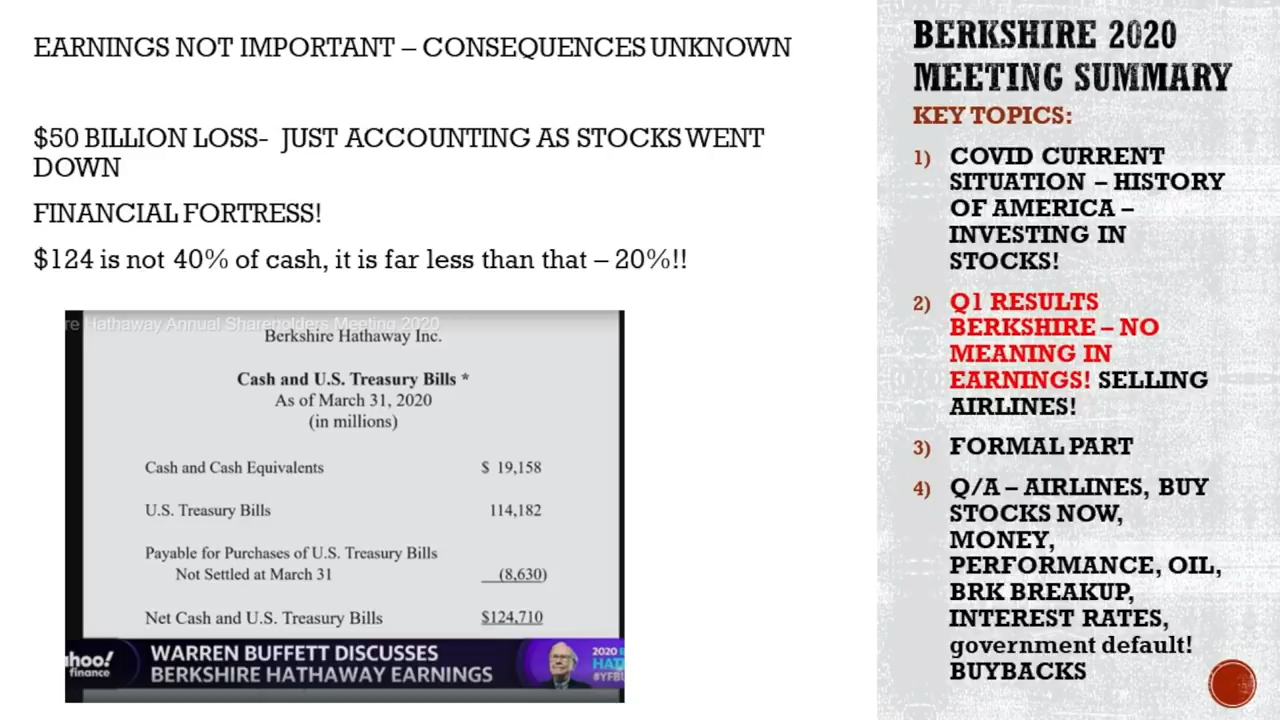 EARNINGS NOT IMPORTANT – CONSEQUENCES UNKNOWN
$50 BILLION LOSS- JUST ACCOUNTING AS STOCKS WENT
DOWN
FINANCIAL FORTRESS!
$124 is not 40% of cash, it is far less than that – 20%!!
re Hathaway Annual Shareholders Meeting 2020
Berkshire Hathaway Inc.
Cash and U.S. Treasury Bills *
As of March 31, 2020
(in millions)
Cash and Cash Equivalents $ 19,158
U.S. Treasury Bills 114,182
Payable for Purchases of U.S. Treasury Bills
Not Settled at March 31 (8,630)
Net Cash and U.S. Treasury Bills $124,710
hoo!
finance
WARREN BUFFETT DISCUSSES
BERKSHIRE HATHAWAY EARNINGS
2020
HAT
#YFBU
BERKSHIRE 2020
MEETING SUMMARY
KEY TOPICS:
1) COVID CURRENT
SITUATION – HISTORY
OF AMERICA –
INVESTING IN
STOCKS!
2) Q1 RESULTS
BERKSHIRE – NO
MEANING IN
EARNINGS! SELLING
AIRLINES!
3) FORMAL PART
4) Q/A – AIRLINES, BUY
STOCKS NOW,
MONEY,
PERFORMANCE, OIL,
BRK BREAKUP,
INTEREST RATES,
government default!
BUYBACKS